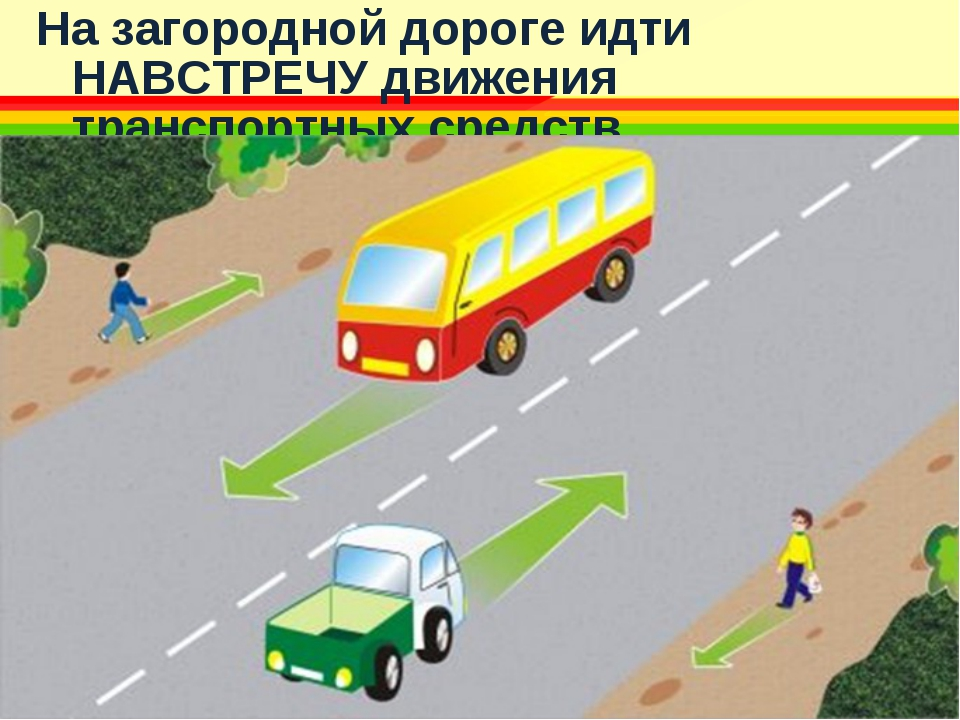 На загородной дороге идти
НАВСТРЕЧУ движения
транспортных средств